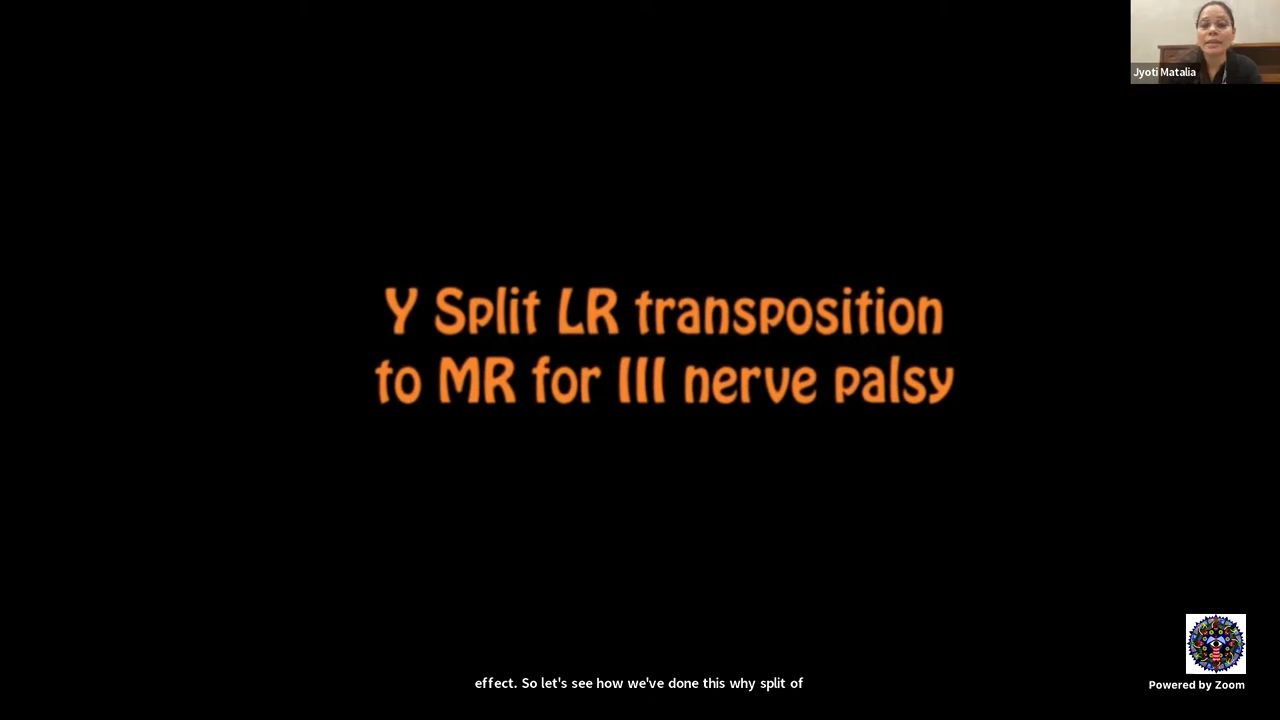 Jyoti Matalia
Y Split LR transposition
to MR for III nerve palsy
effect. So let's see how we've done this why split of
Powered by Zoom